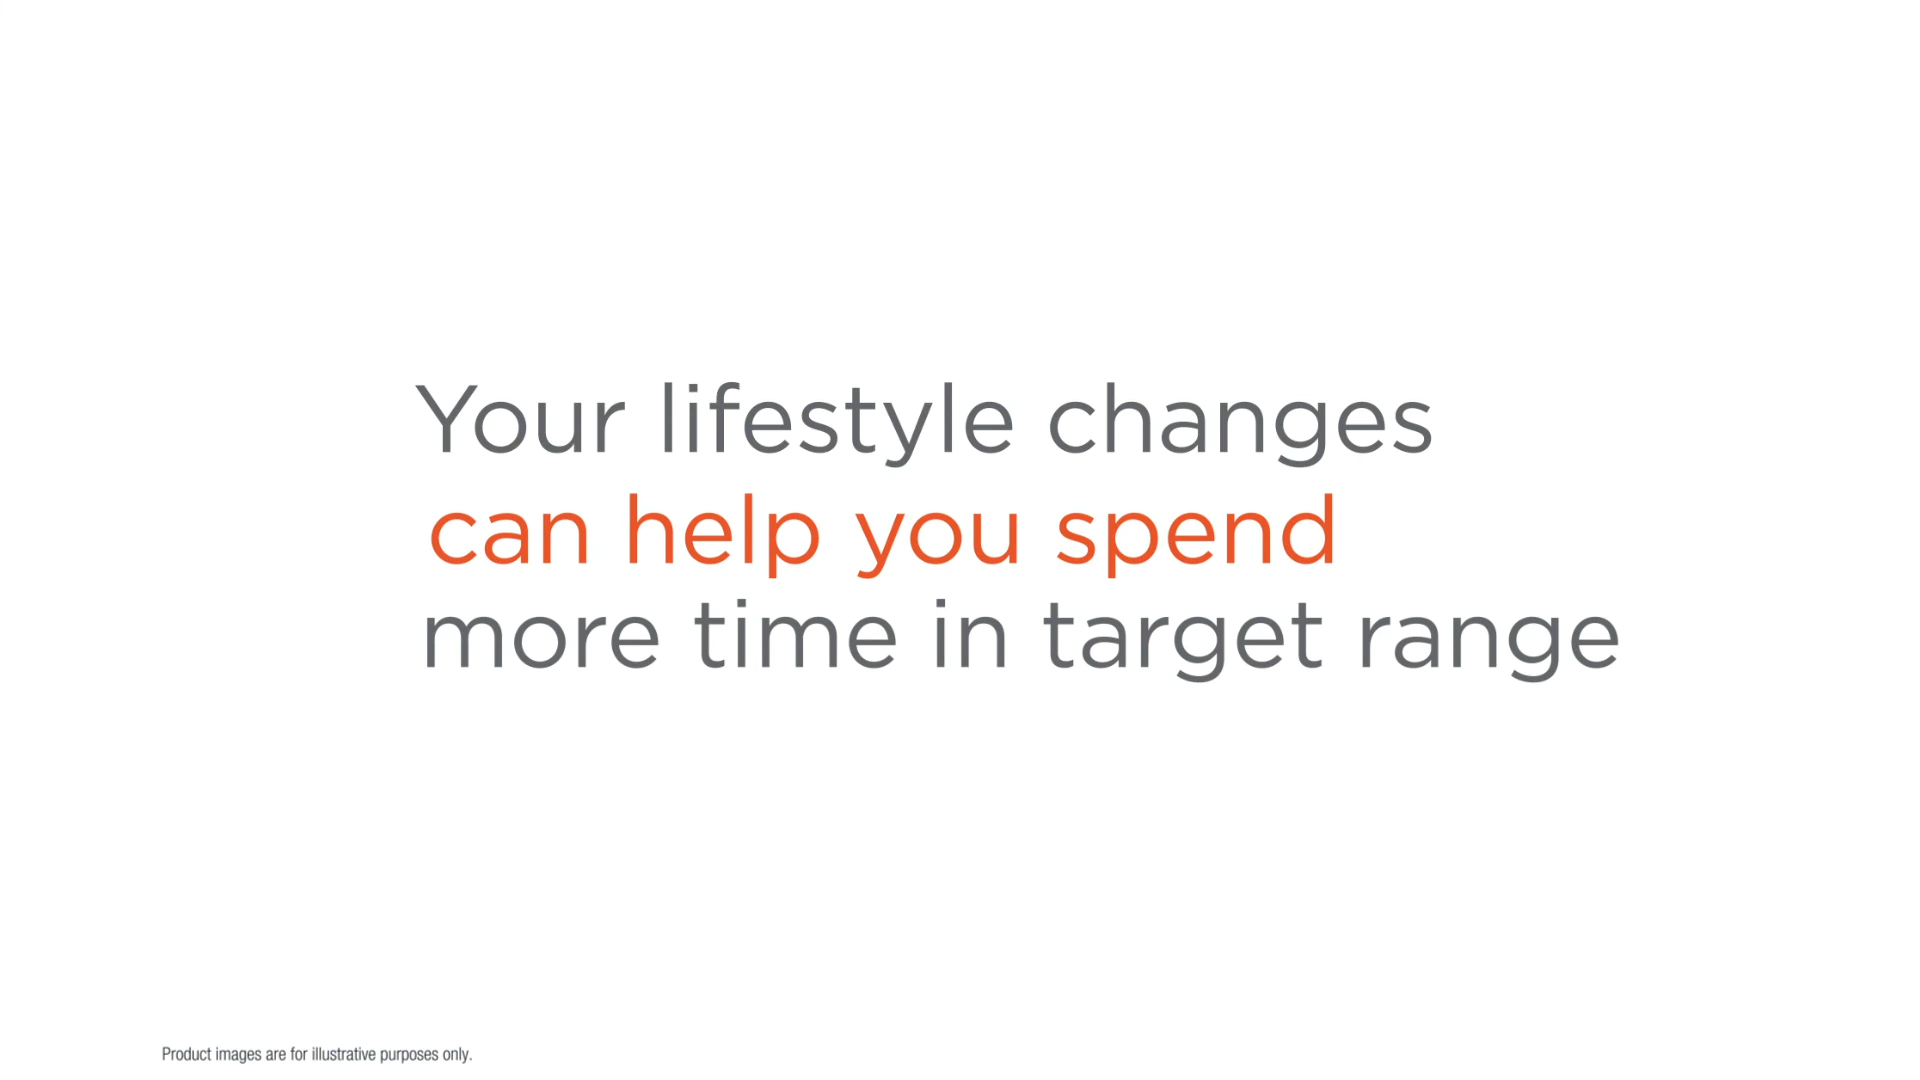 Your lifestyle changes
can help you spend
more time in target range
Product images are for illustrative purposes only.